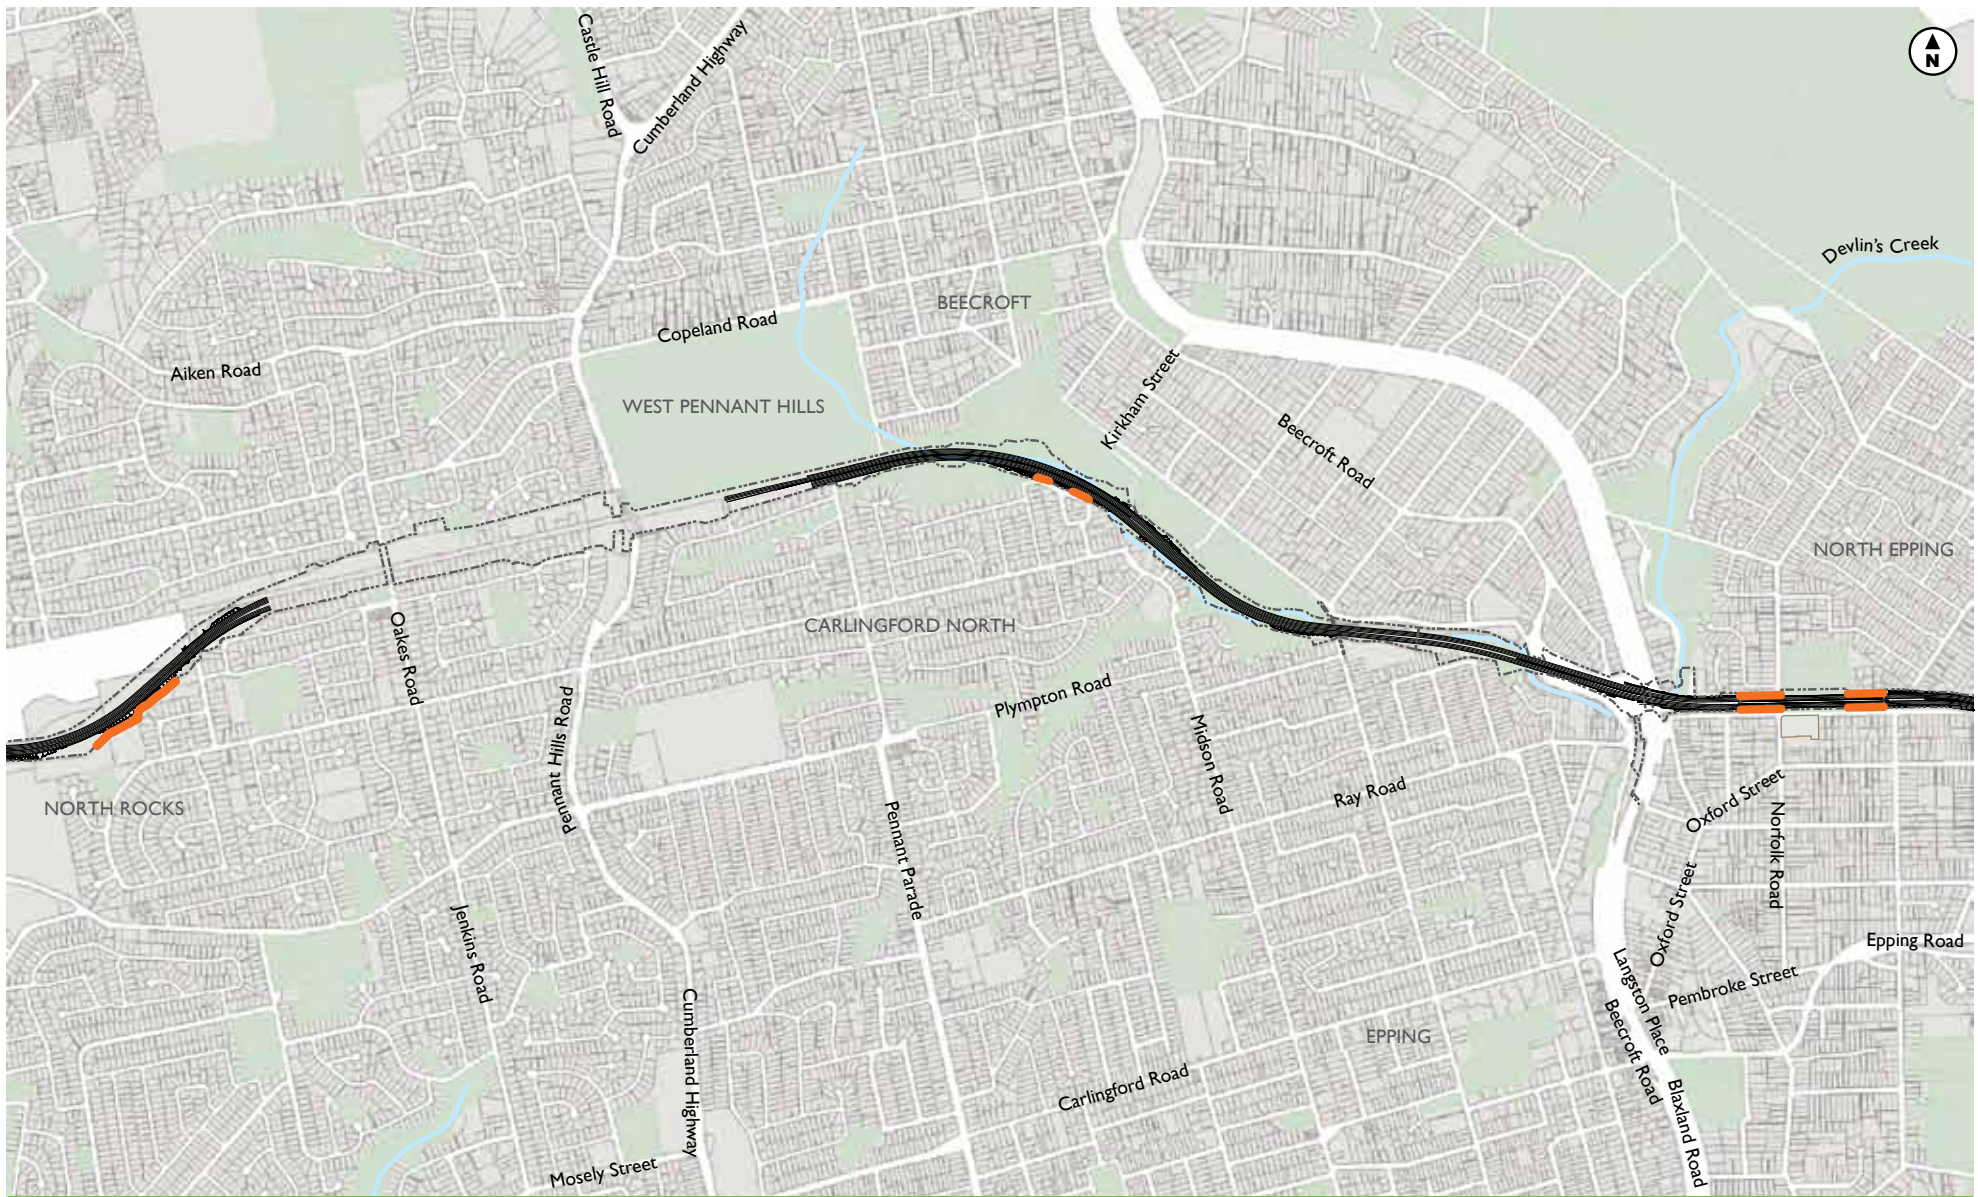 Castle Hill Road
Cumberland Highway
N
Devlin's Creek
BEECROFT
Copeland Road
Aiken Road
WEST PENNANT HILLS
Kirkham Street
Beecroft Road
NORTH EPPING
CARLINGFORD NORTH
Oakes Road
Plympton Road
Pennant Hills Road
Midson Road
Ray Road
NORTH ROCKS
Oxford Street
Norfolk Road
Pennant Parade
Oxford Street
Jenkins Road
Epping Road
Langston Place
Pembroke Street
Cumberland Highway
EPPING
Beecroft Road
Carlingford Road
Blaxland Road
Mosely Street